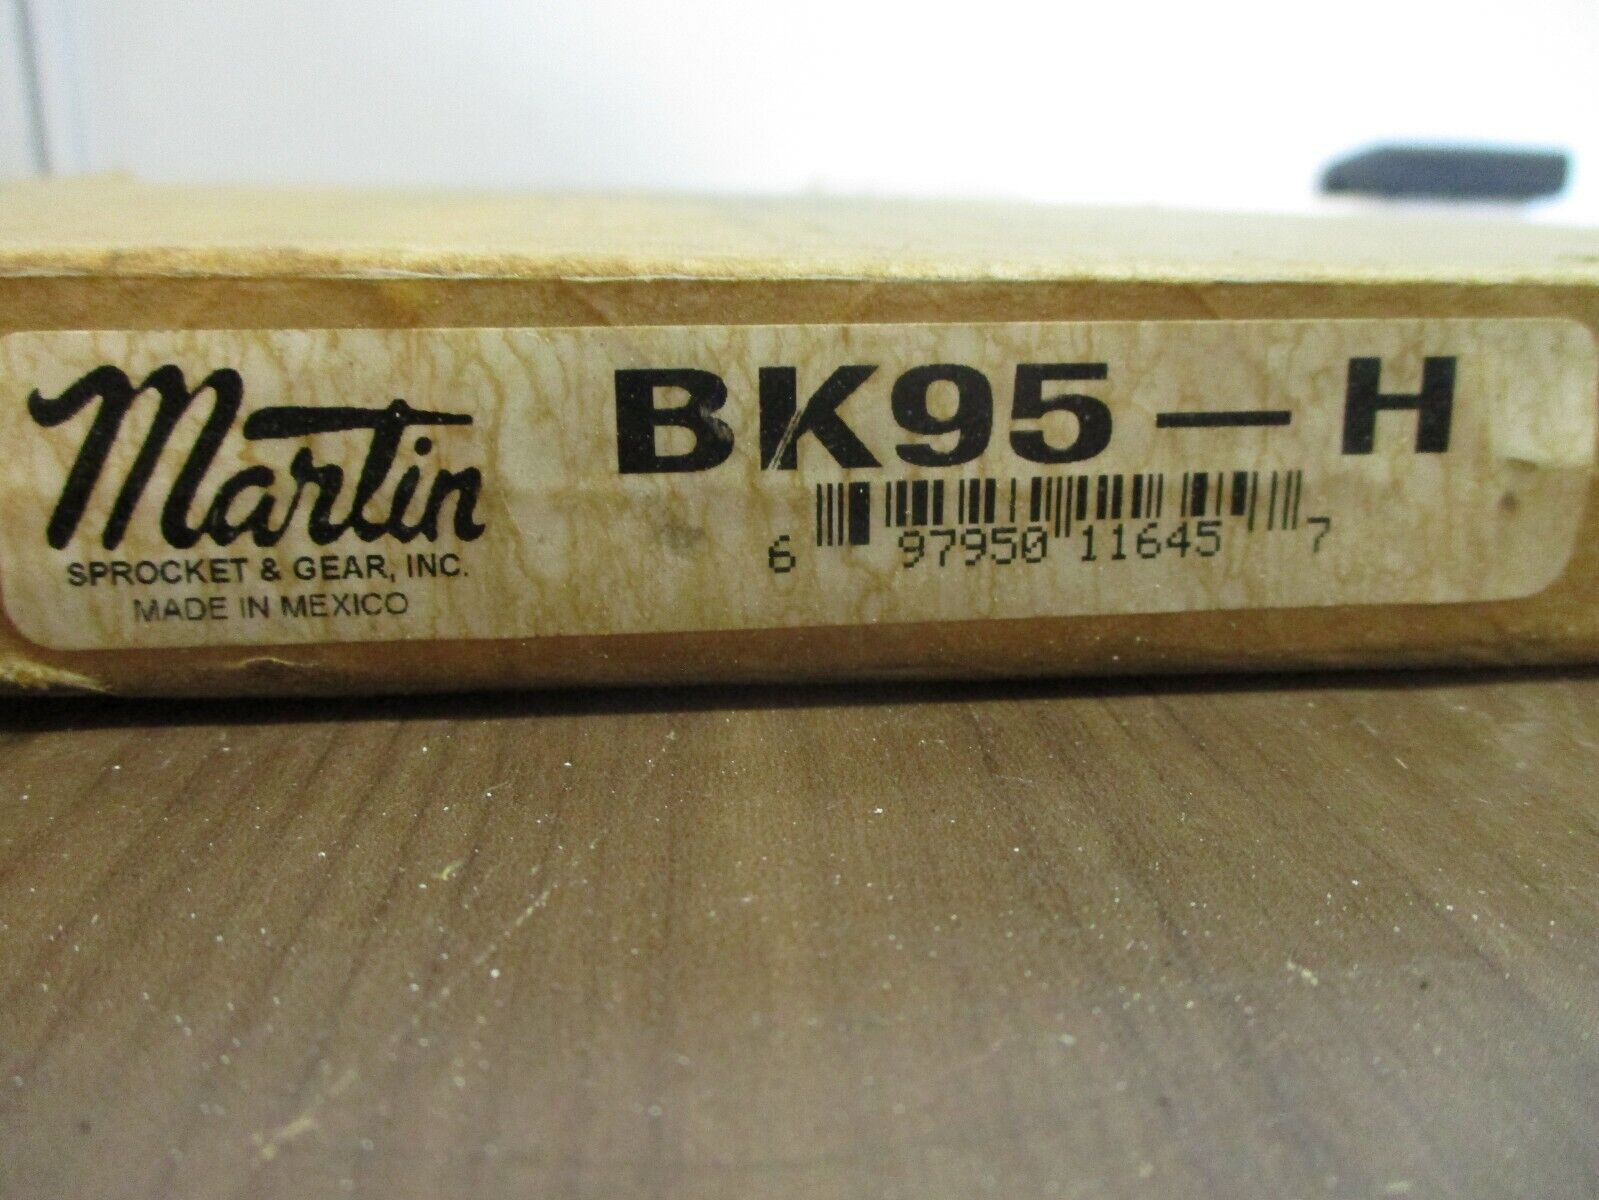 Martin
SPROCKET & GEAR, INC.
MADE IN MEXICO
BK95 — H
6 97950 11645 7